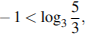 − 1 < log₃ 5/3,